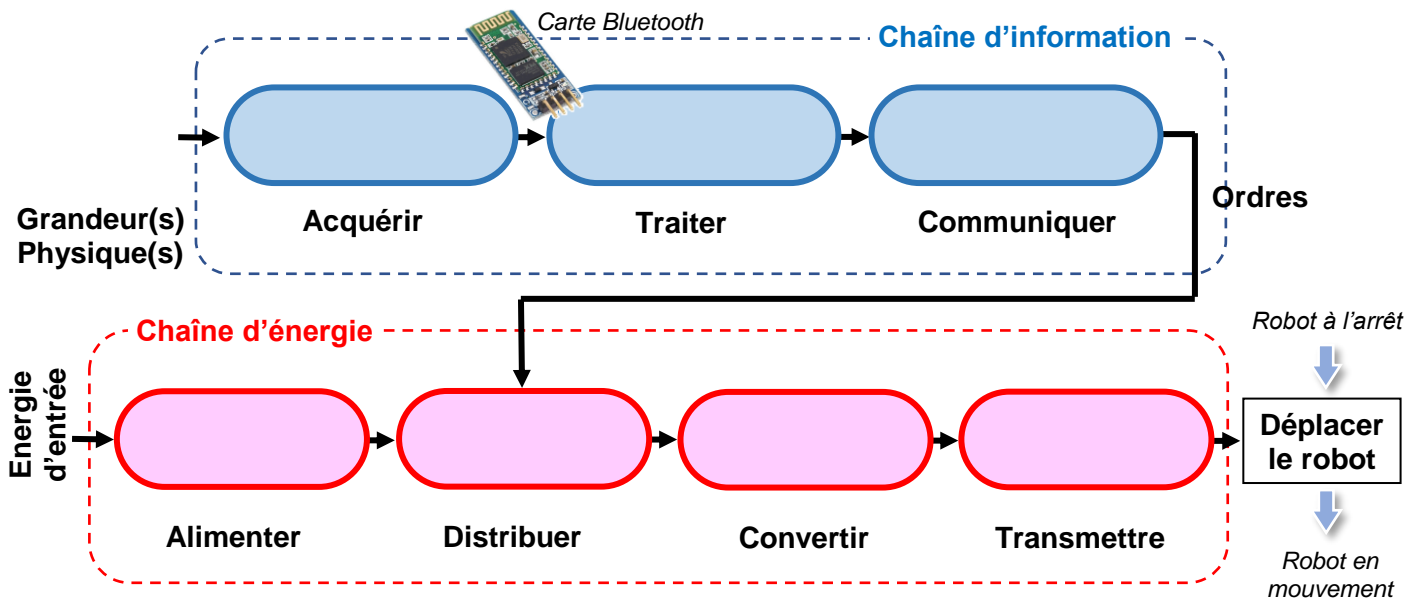 Carte Bluetooth
Chaîne d’information
Grandeur(s)
Physique(s)
Acquérir
Traiter
Communiquer
Ordres
Chaîne d’énergie
Energie
d’entrée
Alimenter
Distribuer
Convertir
Transmettre
Robot à l’arrêt
Déplacer
le robot
Robot en
mouvement